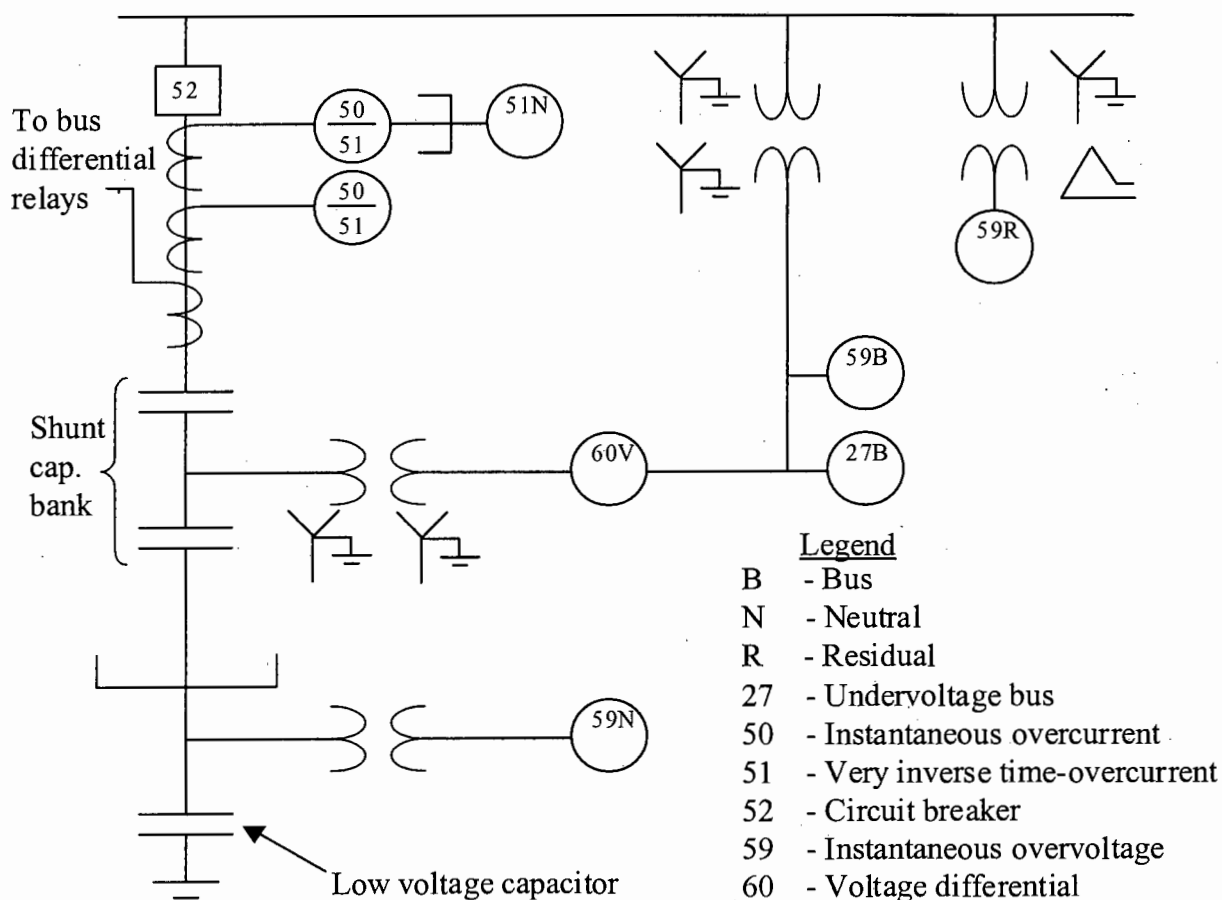 52
To bus
differential
relays
50
51
51N
50
51
59R
59B
Shunt
cap.
bank
60V
27B
59N
Low voltage capacitor
Legend
B - Bus
N - Neutral
R - Residual
27 - Undervoltage bus
50 - Instantaneous overcurrent
51 - Very inverse time-overcurrent
52 - Circuit breaker
59 - Instantaneous overvoltage
60 - Voltage differential